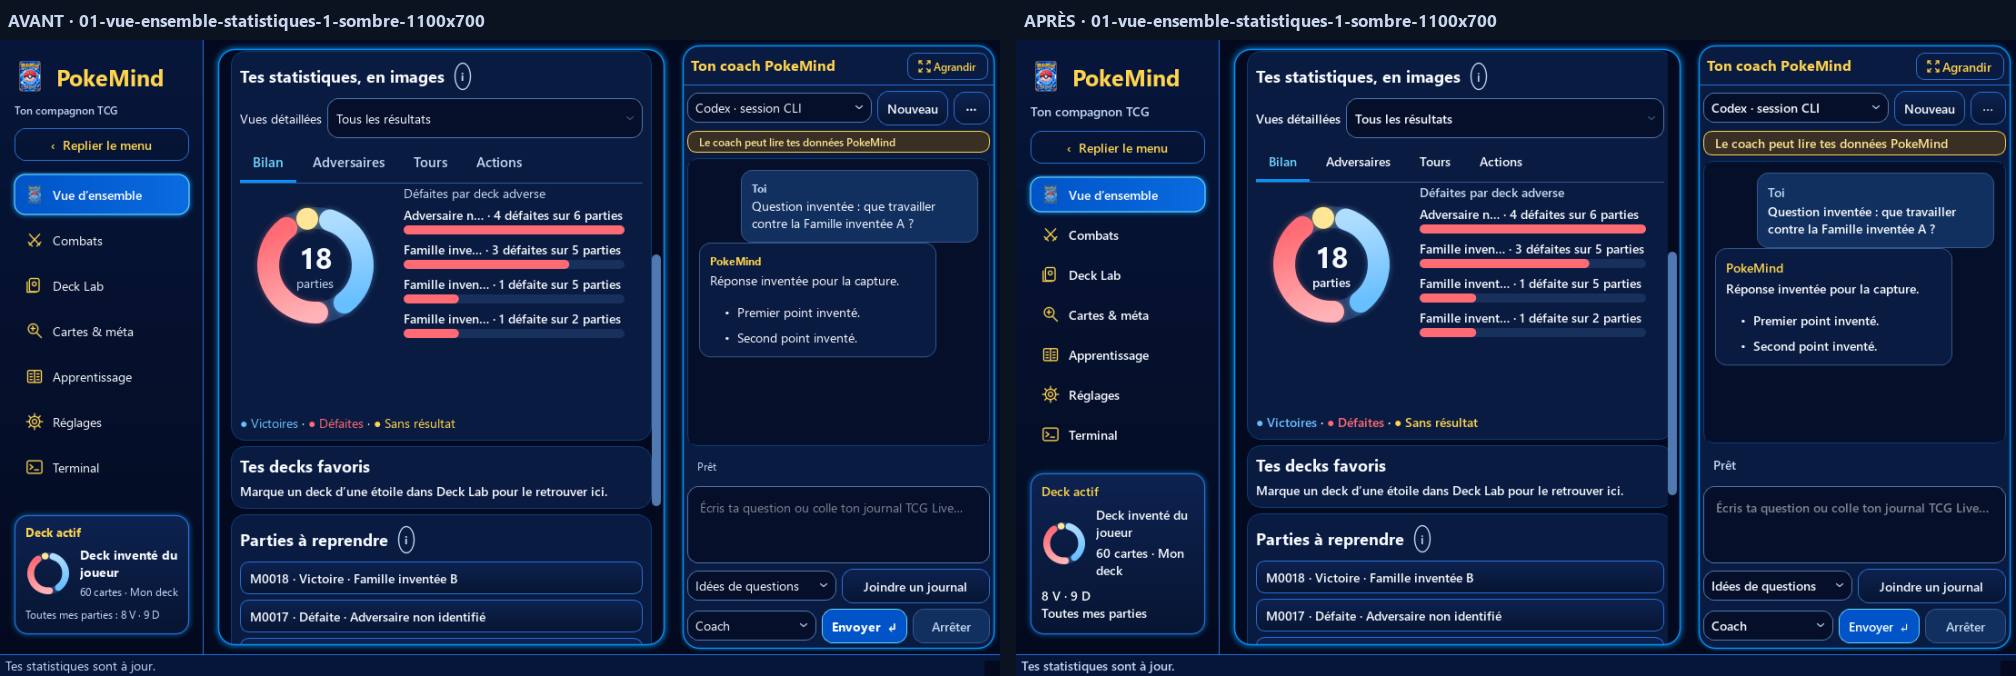 AVANT · 01-vue-ensemble-statistiques-1-sombre-1100x700
PokeMind
Ton compagnon TCG
‹ Replier le menu
Vue d'ensemble
Combats
Deck Lab
Cartes & méta
Apprentissage
Réglages
Terminal
Deck actif
Deck inventé du
joueur
60 cartes · Mon deck
Toutes mes parties : 8 V · 9 D
Tes statistiques, en images i
Vues détaillées Tous les résultats
Bilan Adversaires Tours Actions
18
parties
Défaites par deck adverse
Adversaire n... · 4 défaites sur 6 parties
Famille inve... · 3 défaites sur 5 parties
Famille inven... · 1 défaite sur 5 parties
Famille inven... · 1 défaite sur 2 parties
● Victoires · ● Défaites · ● Sans résultat
Tes decks favoris
Marque un deck d'une étoile dans Deck Lab pour le retrouver ici.
Parties à reprendre i
M0018 · Victoire · Famille inventée B
M0017 · Défaite · Adversaire non identifié
Ton coach PokeMind Agrandir
Codex · session CLI Nouveau ...
Le coach peut lire tes données PokeMind
Toi
Question inventée : que travailler
contre la Famille inventée A ?
PokeMind
Réponse inventée pour la capture.
• Premier point inventé.
• Second point inventé.
Prêt
Écris ta question ou colle ton journal TCG Live...
Idées de questions Joindre un journal
Coach Envoyer ↲ Arrêter
Tes statistiques sont à jour.
APRÈS · 01-vue-ensemble-statistiques-1-sombre-1100x700
PokeMind
Ton compagnon TCG
‹ Replier le menu
Vue d'ensemble
Combats
Deck Lab
Cartes & méta
Apprentissage
Réglages
Terminal
Deck actif
Deck inventé du
joueur
60 cartes · Mon
deck
8 V · 9 D
Toutes mes parties
Tes statistiques, en images i
Vues détaillées Tous les résultats
Bilan Adversaires Tours Actions
18
parties
Défaites par deck adverse
Adversaire n... · 4 défaites sur 6 parties
Famille inven... · 3 défaites sur 5 parties
Famille invent... · 1 défaite sur 5 parties
Famille invent... · 1 défaite sur 2 parties
● Victoires · ● Défaites · ● Sans résultat
Tes decks favoris
Marque un deck d'une étoile dans Deck Lab pour le retrouver ici.
Parties à reprendre i
M0018 · Victoire · Famille inventée B
M0017 · Défaite · Adversaire non identifié
Ton coach PokeMind Agrandir
Codex · session CLI Nouveau ...
Le coach peut lire tes données PokeMind
Toi
Question inventée : que travailler
contre la Famille inventée A ?
PokeMind
Réponse inventée pour la capture.
• Premier point inventé.
• Second point inventé.
Prêt
Écris ta question ou colle ton journal TCG Live...
Idées de questions Joindre un journal
Coach Envoyer ↲ Arrêter
Tes statistiques sont à jour.